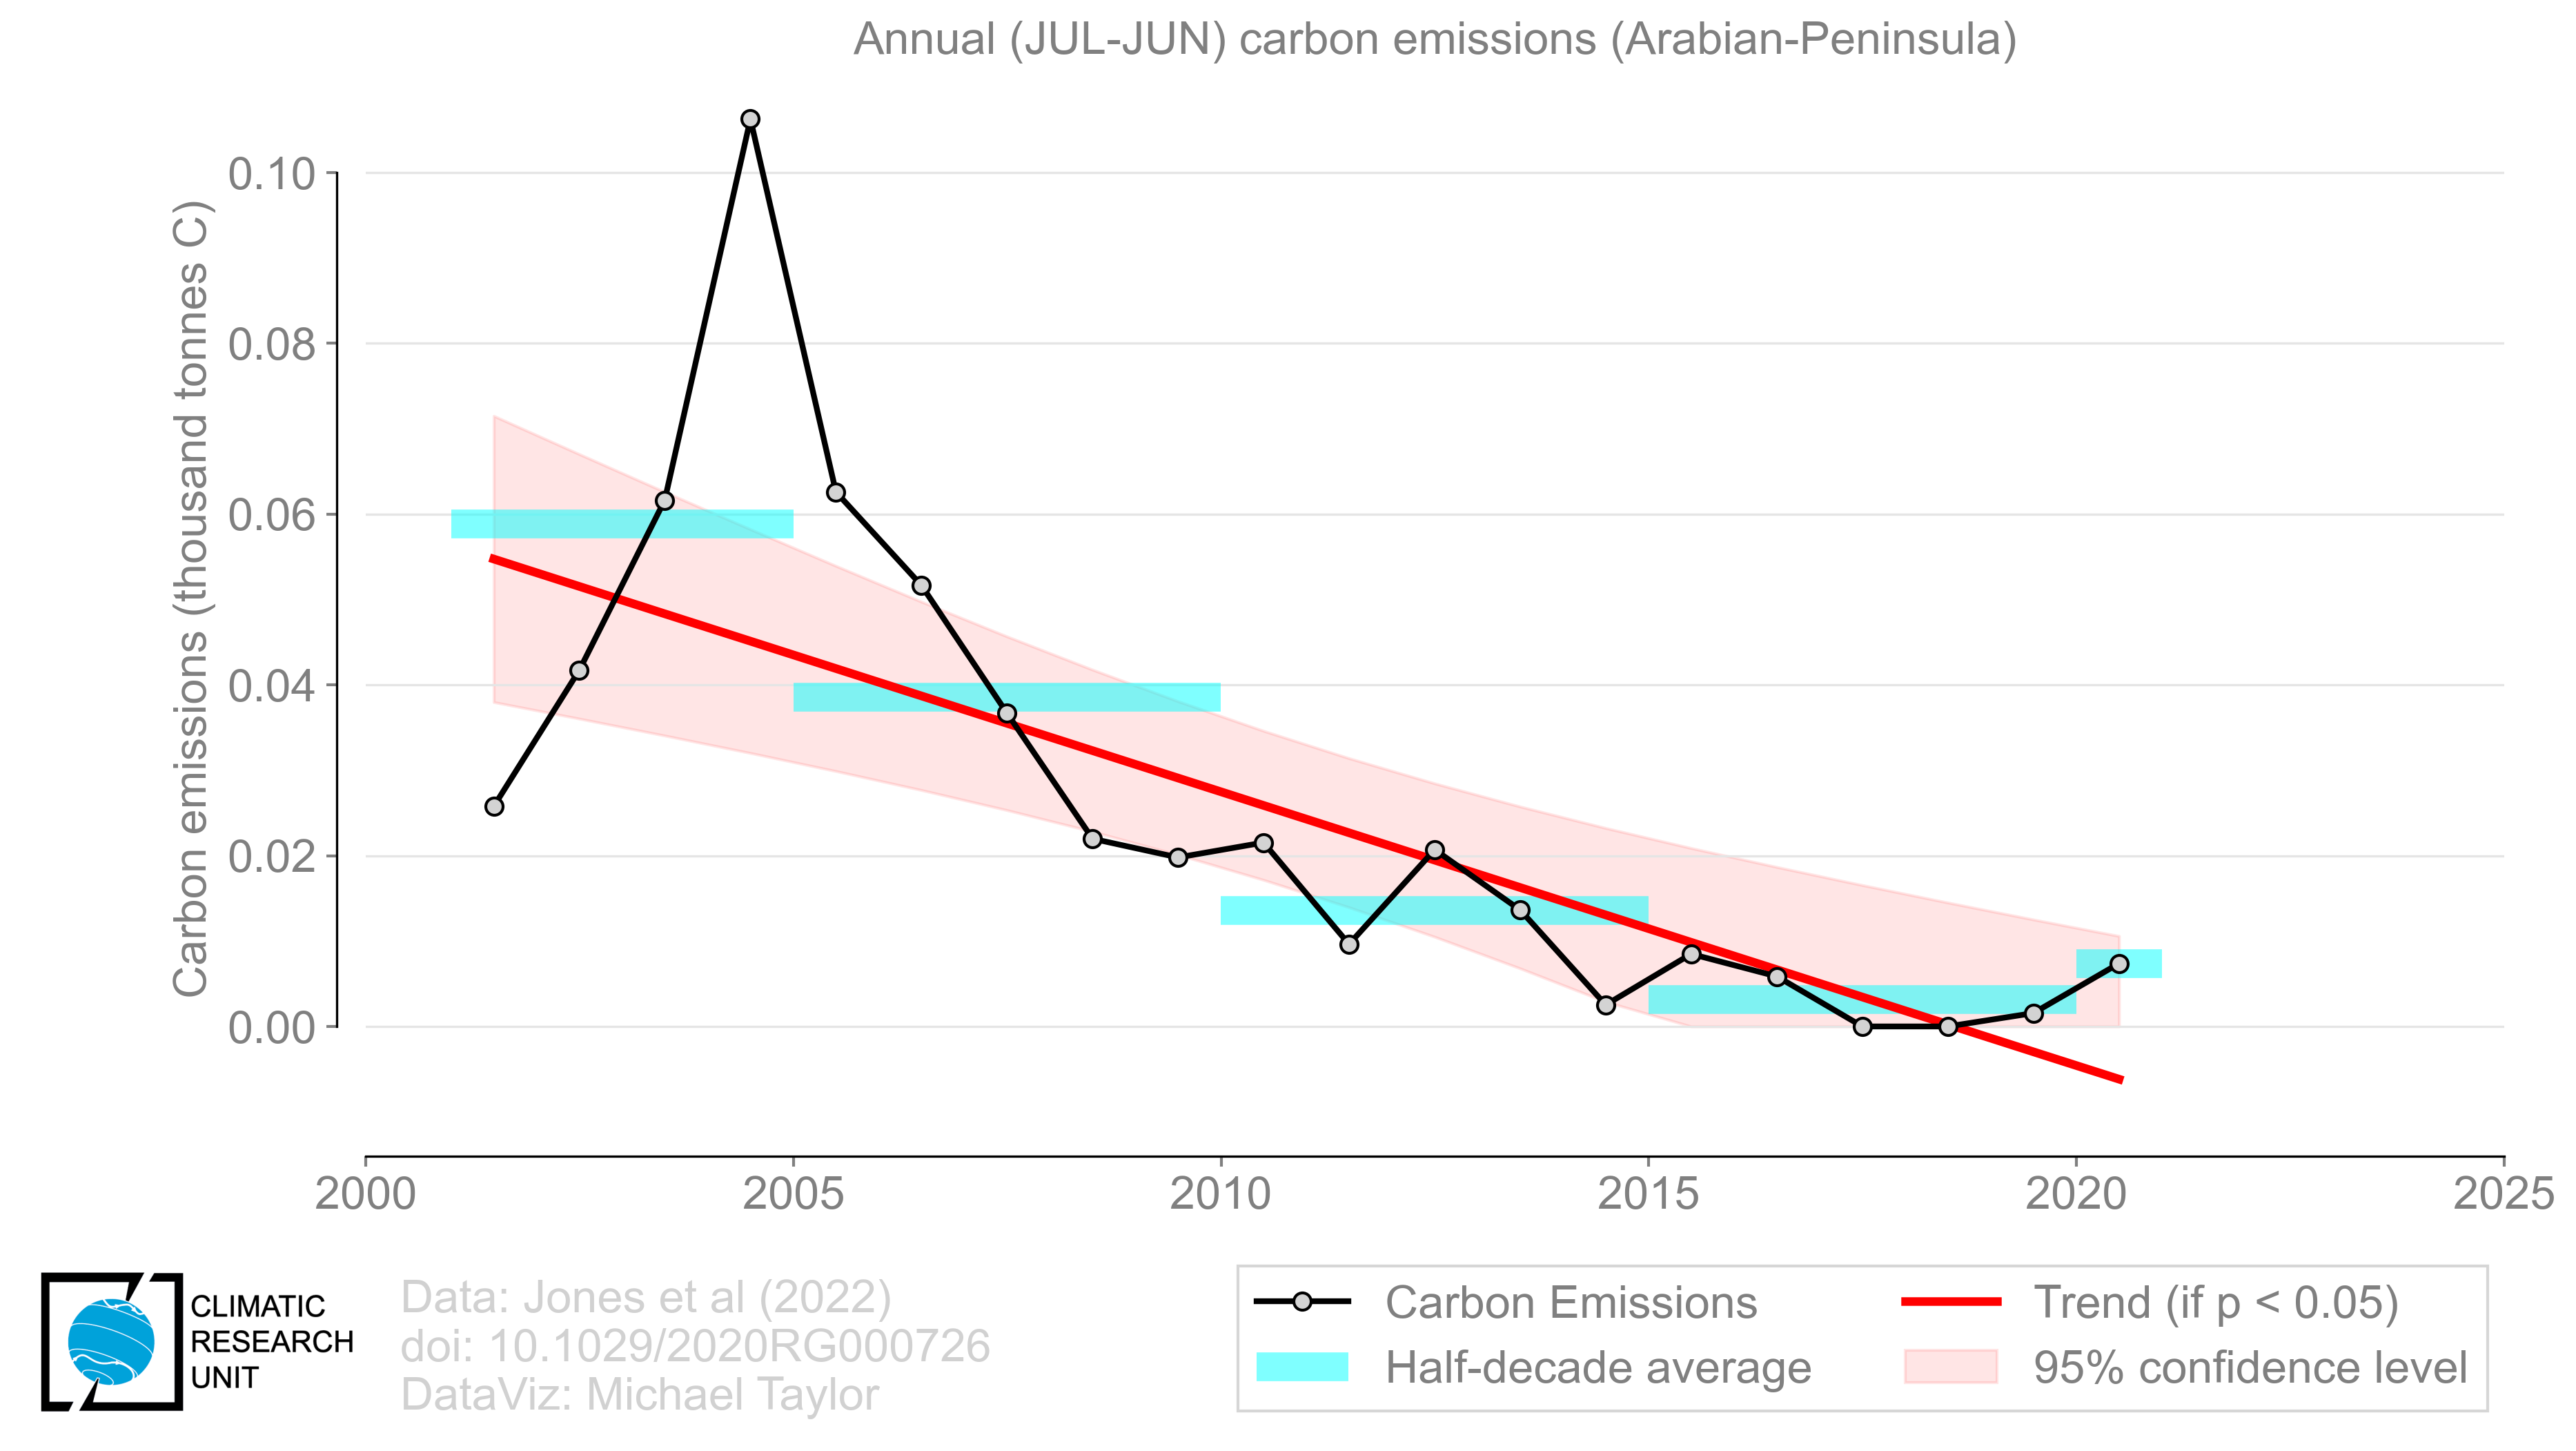 Annual (JUL-JUN) carbon emissions (Arabian-Peninsula)
Carbon emissions (thousand tonnes C)
0.10
0.08
0.06
0.04
0.02
0.00
2000 2005 2010 2015 2020 2025
CLIMATIC
RESEARCH
UNIT
Data: Jones et al (2022)
doi: 10.1029/2020RG000726
DataViz: Michael Taylor
Carbon Emissions
Half-decade average
Trend (if p < 0.05)
95% confidence level